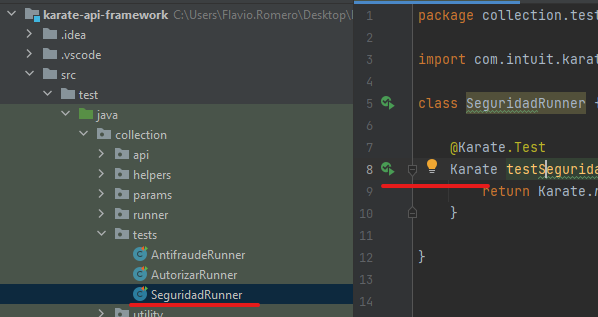 karate-api-framework C:\Users\Flavio.Romero\Desktop\
.idea
.vscode
src
test
java
collection
api
helpers
params
runner
tests
AntifraudeRunner
AutorizarRunner
SeguridadRunner
utility
1 package collection.test
2
3 import com.intuit.karat
4
5 class SeguridadRunner
6
7 @Karate.Test
8 Karate testSegurida
9 return Karate.
10 }
11
12 }
13
14